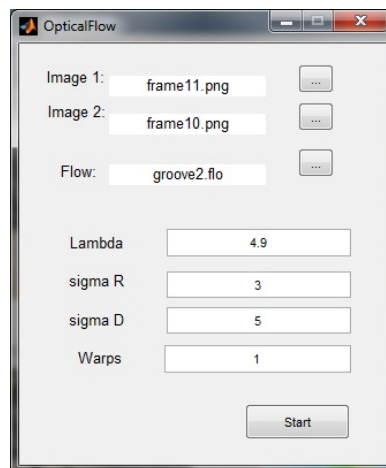 OpticalFlow
Image 1: frame11.png ...
Image 2: frame10.png ...
Flow: groove2.flo ...
Lambda 4.9
sigma R 3
sigma D 5
Warps 1
Start